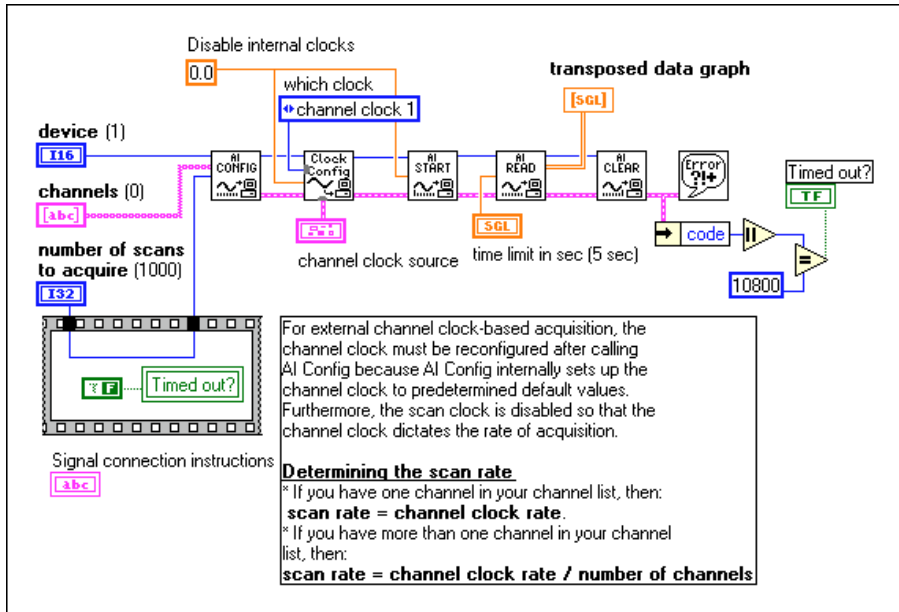 Disable internal clocks
0.0
which clock
channel clock 1
transposed data graph
[SGL]
device (1)
I16
AI CONFIG
Clock Config
AI START
AI READ
AI CLEAR
Error ?!+
Timed out?
TF
channels (0)
[abc]
number of scans
to acquire (1000)
I32
channel clock source
SGL
time limit in sec (5 sec)
code
=
10800
F
Timed out?
Signal connection instructions
abc
For external channel clock-based acquisition, the
channel clock must be reconfigured after calling
AI Config because AI Config internally sets up the
channel clock to predetermined default values.
Furthermore, the scan clock is disabled so that the
channel clock dictates the rate of acquisition.
Determining the scan rate
* If you have one channel in your channel list, then:
scan rate = channel clock rate.
* If you have more than one channel in your channel
list, then:
scan rate = channel clock rate / number of channels